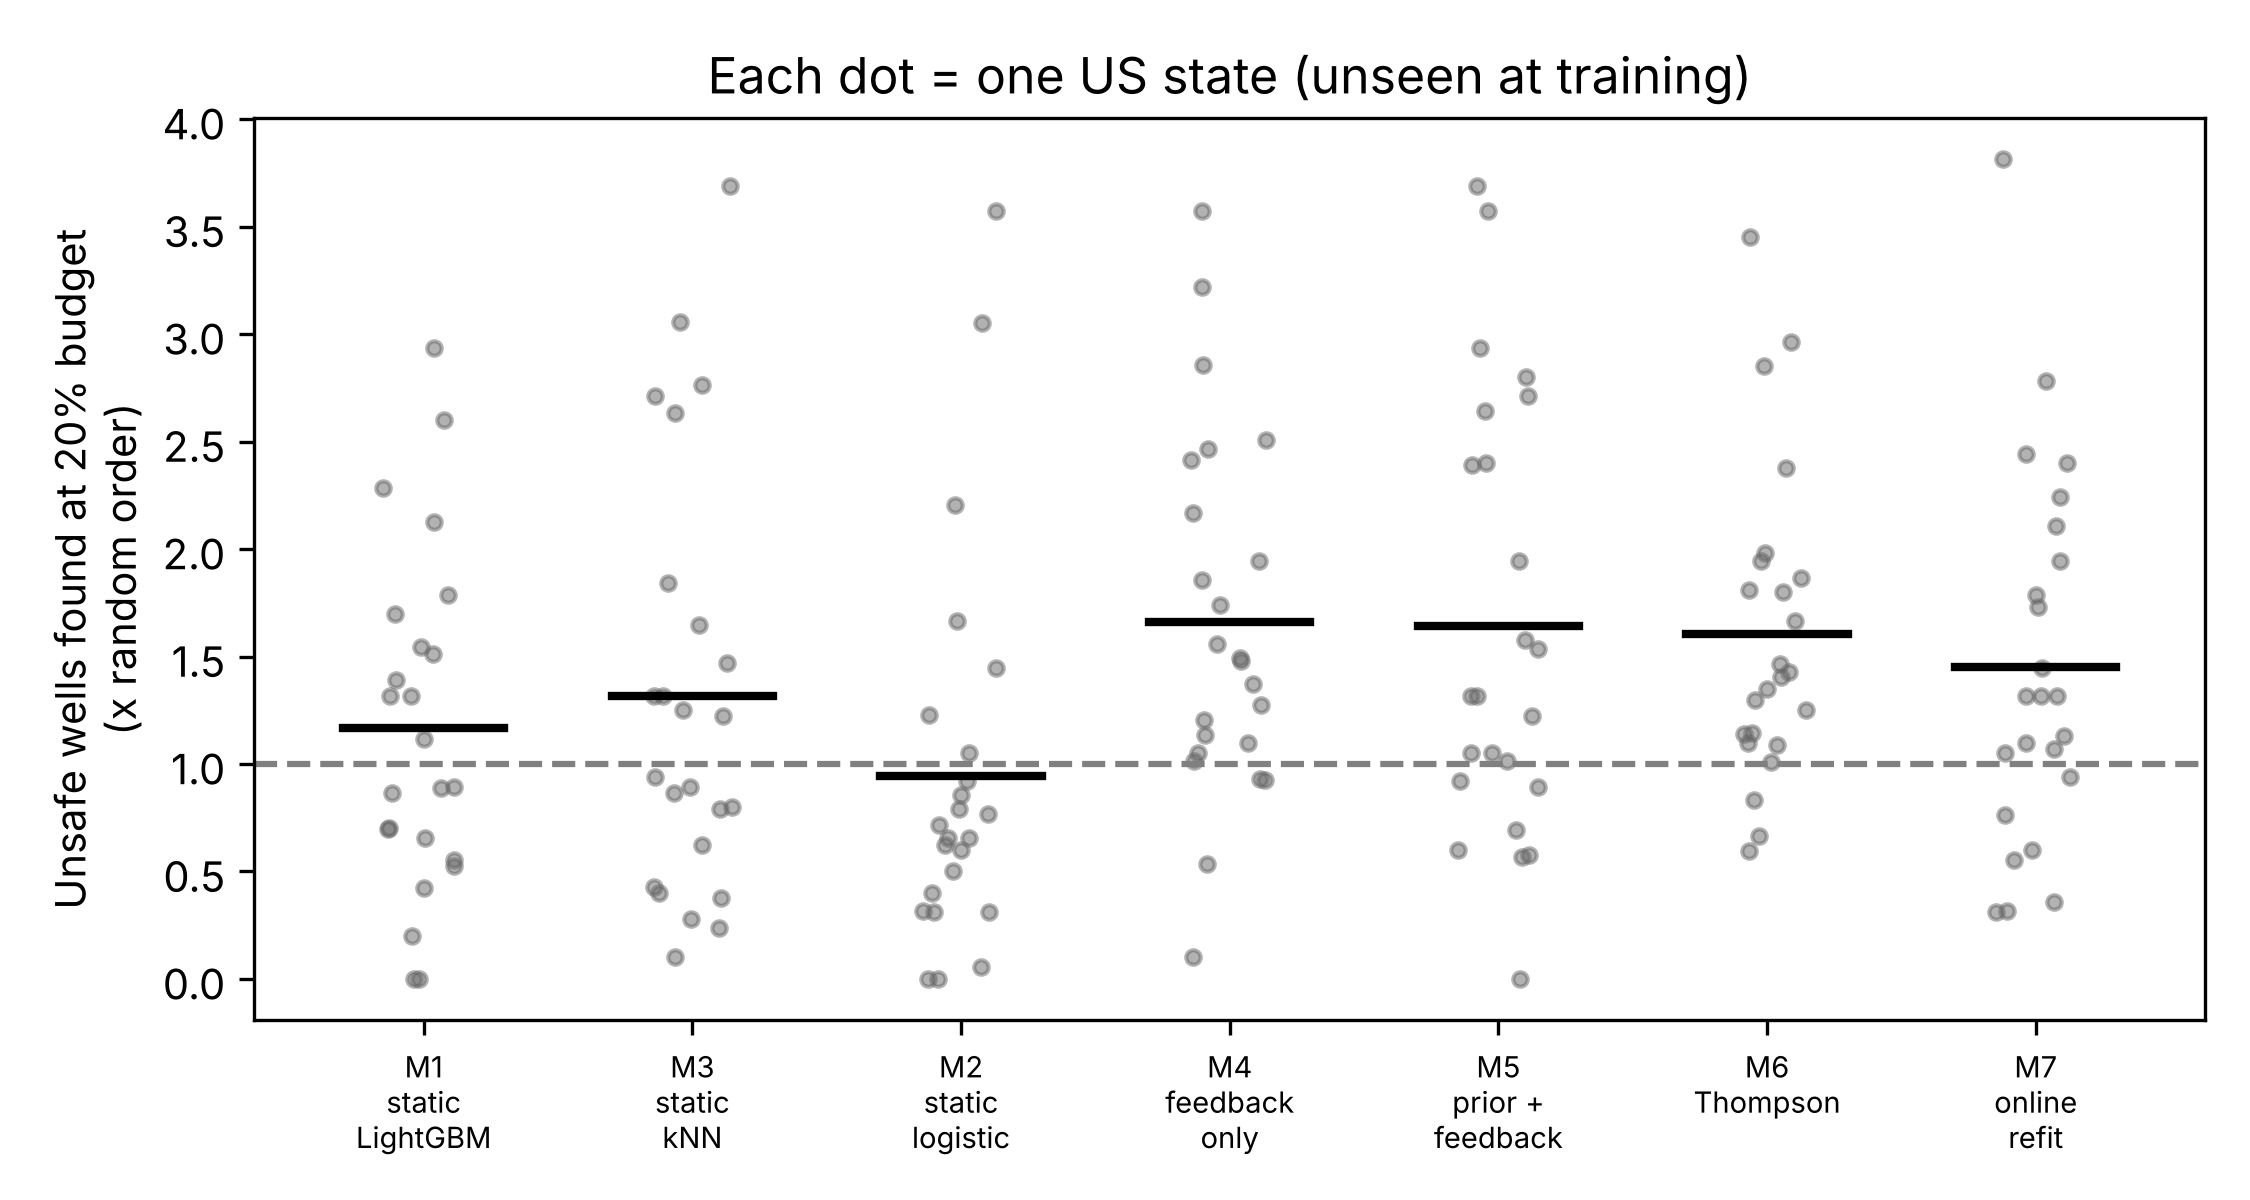 Each dot = one US state (unseen at training)
Unsafe wells found at 20% budget
(x random order)
4.0
3.5
3.0
2.5
2.0
1.5
1.0
0.5
0.0
M1
static
LightGBM
M3
static
kNN
M2
static
logistic
M4
feedback
only
M5
prior +
feedback
M6
Thompson
M7
online
refit